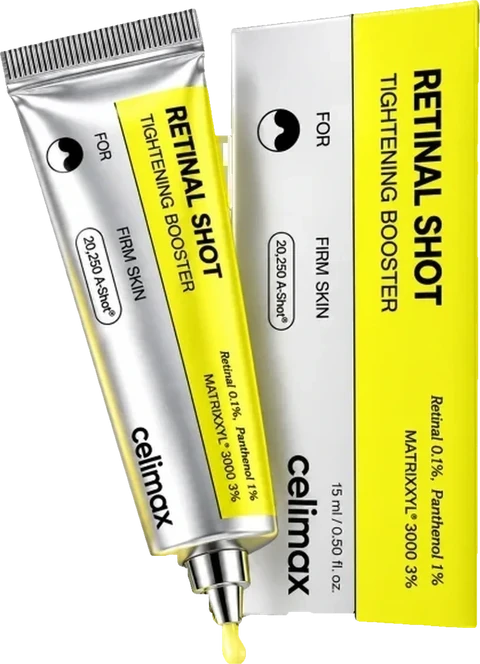 RETINAL SHOT
TIGHTENING BOOSTER
FOR
FIRM SKIN
20,250 A-Shot®
Retinal 0.1%, Panthenol 1%
MATRIXXYL® 3000 3%
celimax
RETINAL SHOT
TIGHTENING BOOSTER
FOR
FIRM SKIN
20,250 A-Shot®
Retinal 0.1%, Panthenol 1%
MATRIXXYL® 3000 3%
15 ml / 0.50 fl. oz.
celimax